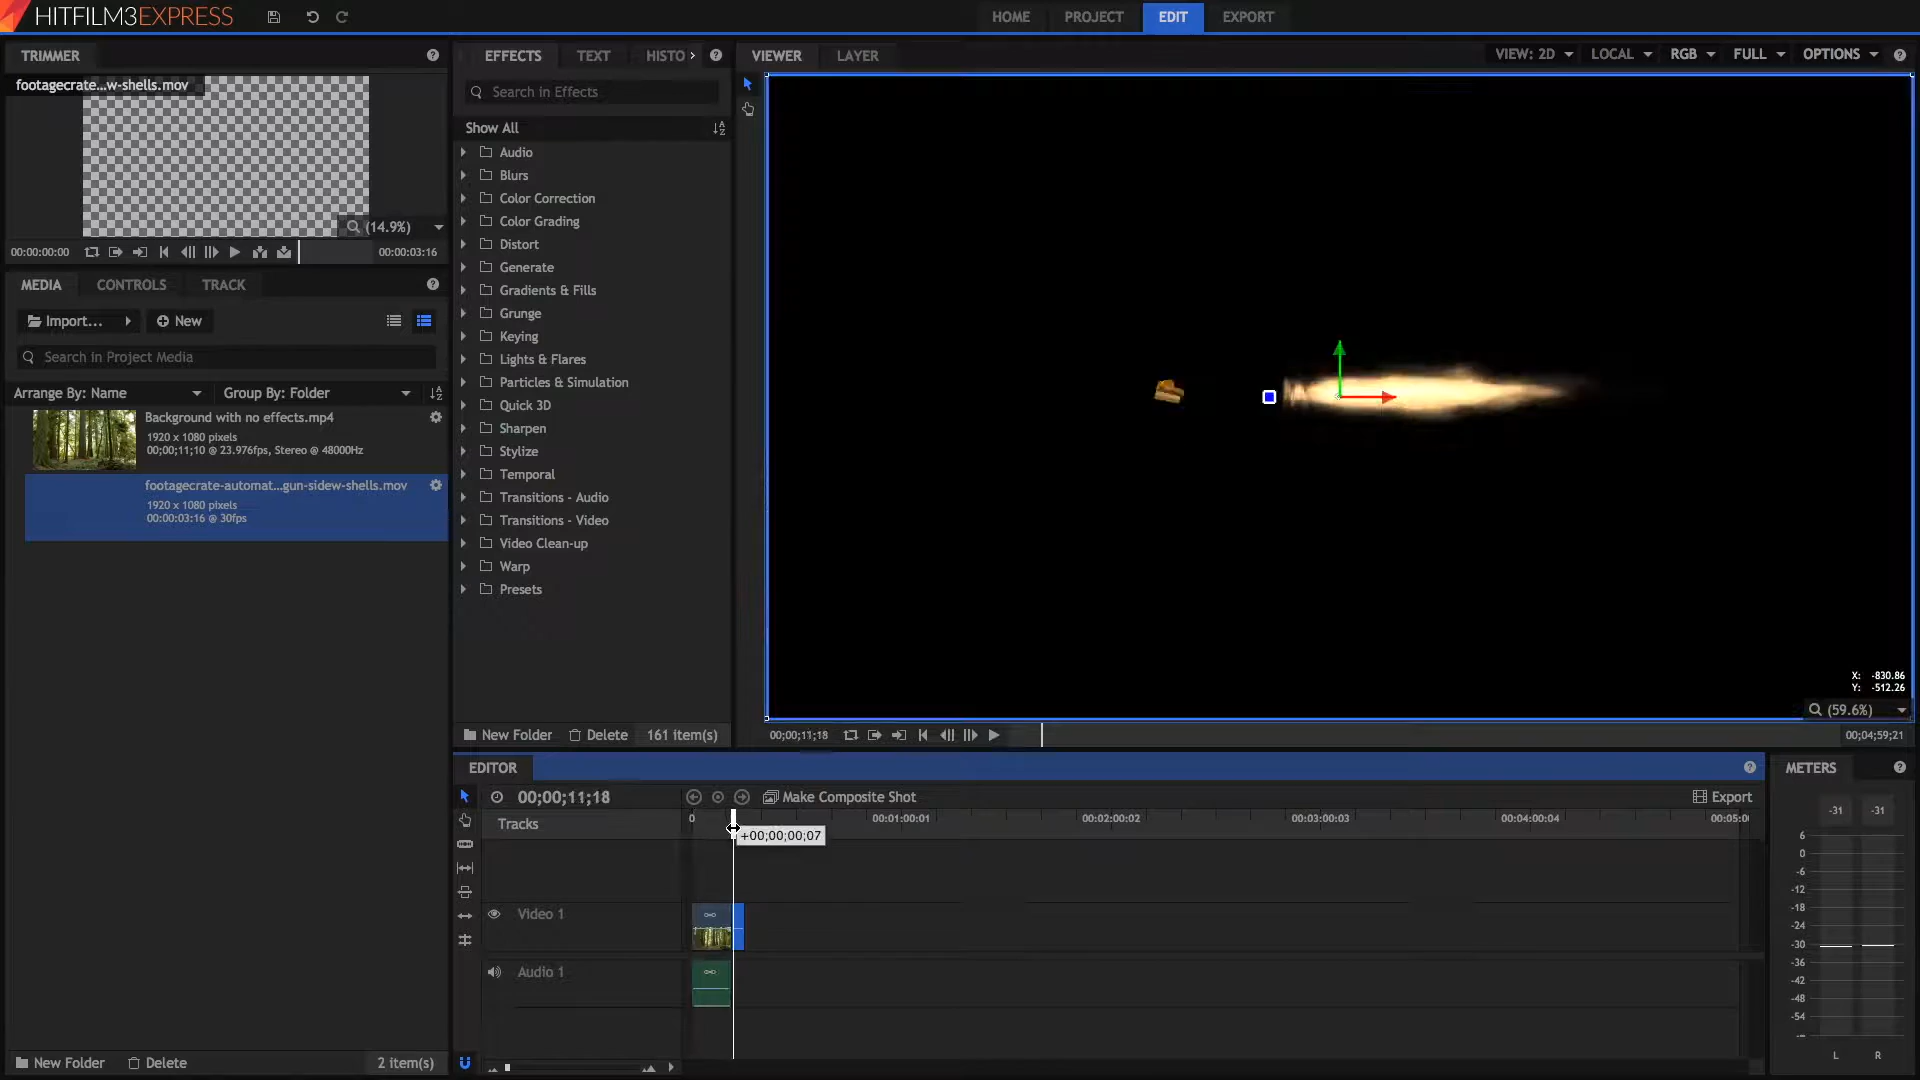 HITFILM3EXPRESS
HOME PROJECT EDIT EXPORT
TRIMMER
footagecrate...w-shells.mov
(14.9%)
00:00:00:00 00:00:03:16
MEDIA CONTROLS TRACK
Import... New
Search in Project Media
Arrange By: Name Group By: Folder
Background with no effects.mp4
1920 x 1080 pixels
00;00;11;10 @ 23.976fps, Stereo @ 48000Hz
footagecrate-automat...gun-sidew-shells.mov
1920 x 1080 pixels
00:00:03:16 @ 30fps
New Folder Delete 2 item(s)
EFFECTS TEXT HISTO
Search in Effects
Show All
Audio
Blurs
Color Correction
Color Grading
Distort
Generate
Gradients & Fills
Grunge
Keying
Lights & Flares
Particles & Simulation
Quick 3D
Sharpen
Stylize
Temporal
Transitions - Audio
Transitions - Video
Video Clean-up
Warp
Presets
New Folder Delete 161 item(s)
VIEWER LAYER VIEW: 2D LOCAL RGB FULL OPTIONS
X: -830.86
Y: -512.26
(59.6%)
00;00;11;18 00;04;59;21
EDITOR
00;00;11;18 Make Composite Shot Export
Tracks 0 00:01:00:01 00:02:00:02 00:03:00:03 00:04:00:04 00:05:0
+00;00;00;07
Video 1
Audio 1
METERS
-31 -31
6
0
-6
-12
-18
-24
-30
-36
-42
-48
-54
L R